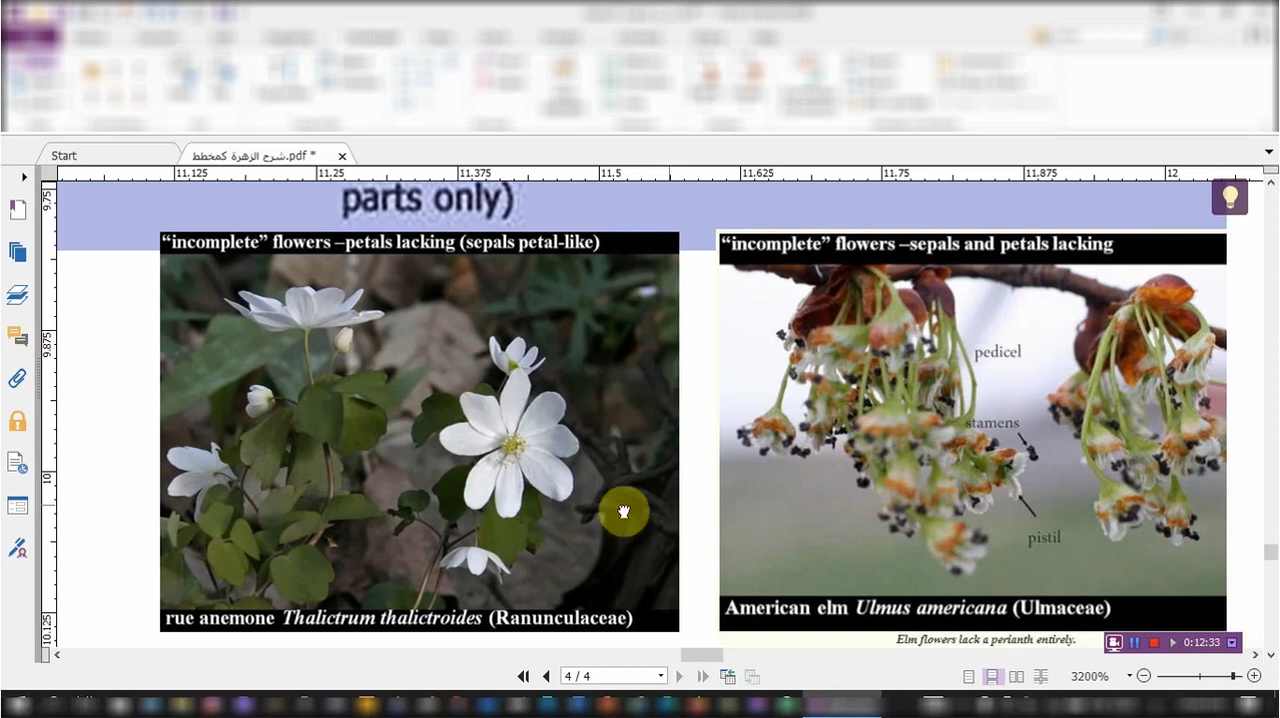 Start
شرح الزهرة كمخطط.pdf *
11.125 11.25 11.375 11.5 11.625 11.75 11.875 12
9.75
9.875
10
10.125
parts only)
“incomplete” flowers –petals lacking (sepals petal-like)
rue anemone Thalictrum thalictroides (Ranunculaceae)
“incomplete” flowers –sepals and petals lacking
pedicel
stamens
pistil
American elm Ulmus americana (Ulmaceae)
Elm flowers lack a perianth entirely.
0:12:33
4 / 4
3200%